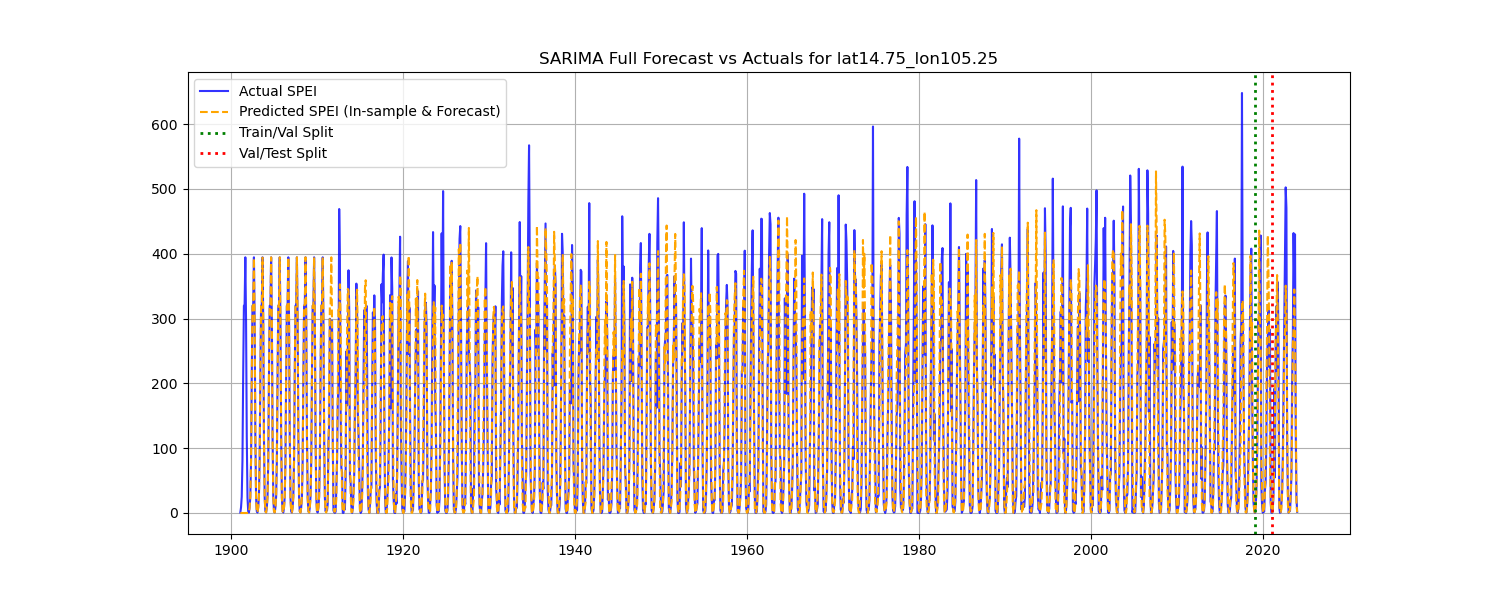 SARIMA Full Forecast vs Actuals for lat14.75_lon105.25
Actual SPEI
Predicted SPEI (In-sample & Forecast)
Train/Val Split
Val/Test Split
600
500
400
300
200
100
0
1900
1920
1940
1960
1980
2000
2020